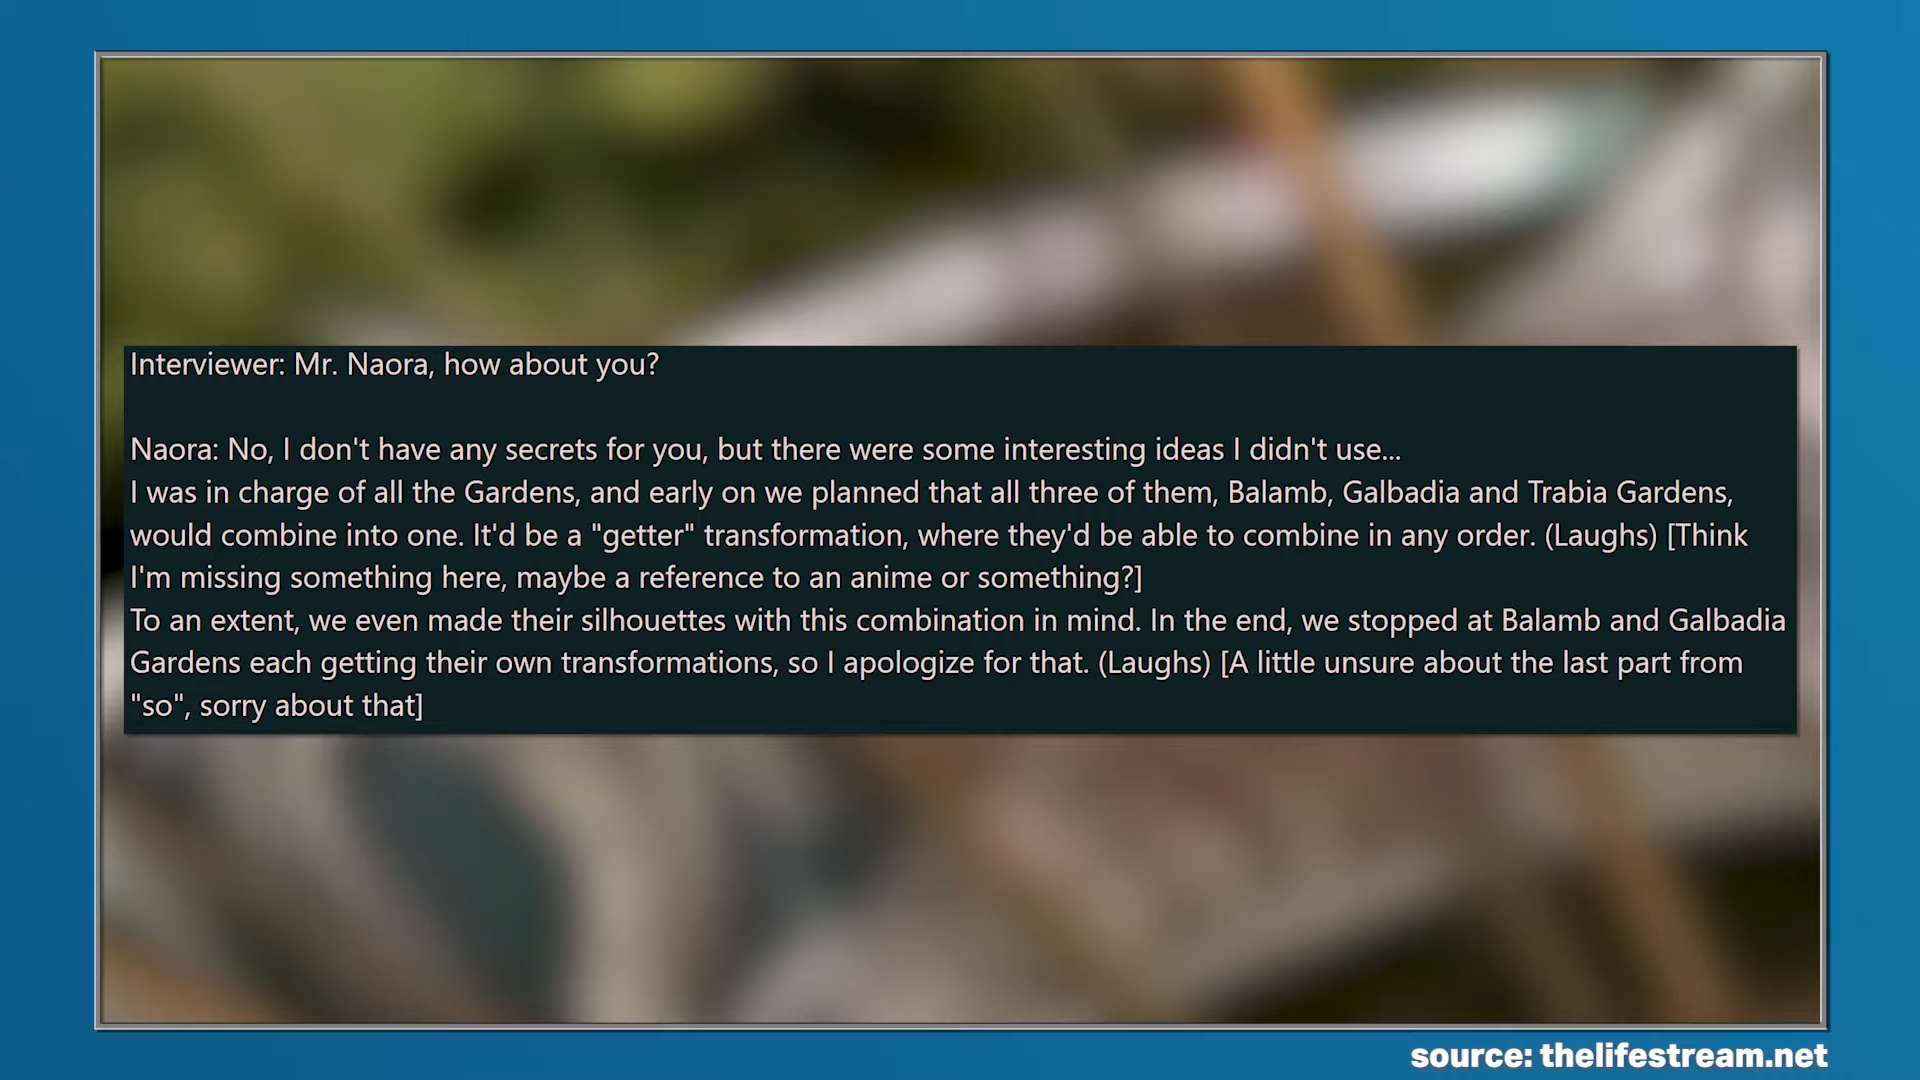 Interviewer: Mr. Naora, how about you?
Naora: No, I don't have any secrets for you, but there were some interesting ideas I didn't use...
I was in charge of all the Gardens, and early on we planned that all three of them, Balamb, Galbadia and Trabia Gardens,
would combine into one. It'd be a "getter" transformation, where they'd be able to combine in any order. (Laughs) [Think
I'm missing something here, maybe a reference to an anime or something?]
To an extent, we even made their silhouettes with this combination in mind. In the end, we stopped at Balamb and Galbadia
Gardens each getting their own transformations, so I apologize for that. (Laughs) [A little unsure about the last part from
"so", sorry about that]
source: thelifestream.net